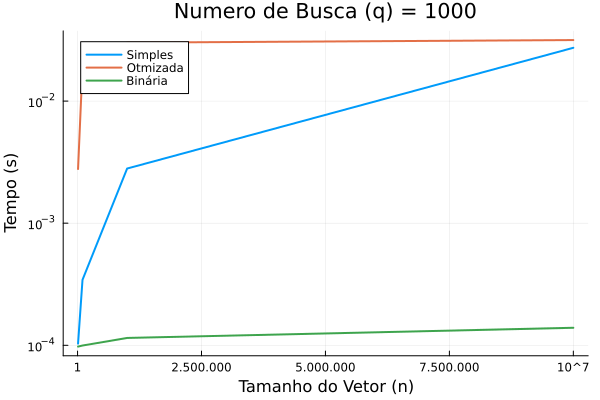 Numero de Busca (q) = 1000
Simples
Otmizada
Binária
Tempo (s)
10⁻²
10⁻³
10⁻⁴
1
2.500.000
5.000.000
7.500.000
10^7
Tamanho do Vetor (n)